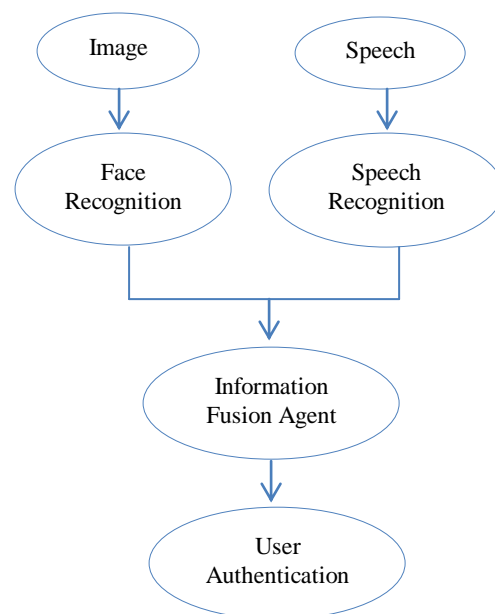 Image
Speech
Face
Recognition
Speech
Recognition
Information
Fusion Agent
User
Authentication